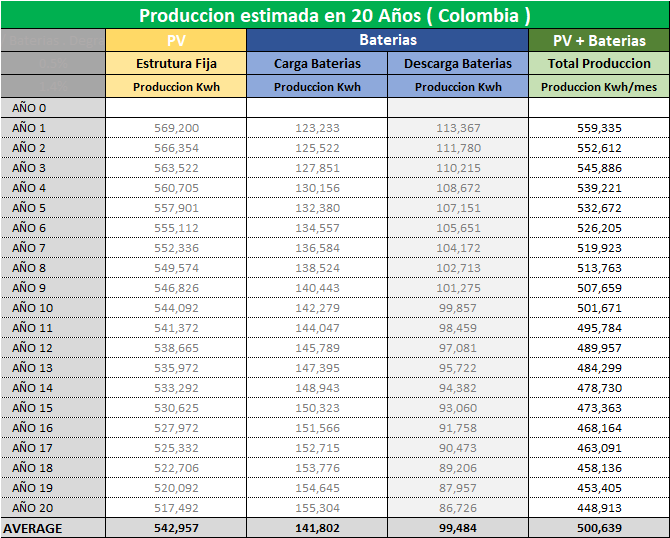 Produccion estimada en 20 Años ( Colombia )
PV Baterias PV + Baterias
Estrutura Fija Carga Baterias Descarga Baterias Total Produccion
Produccion Kwh Produccion Kwh Produccion Kwh Produccion Kwh/mes
AÑO 0
AÑO 1 569,200 123,233 113,367 559,335
AÑO 2 566,354 125,522 111,780 552,612
AÑO 3 563,522 127,851 110,215 545,886
AÑO 4 560,705 130,156 108,672 539,221
AÑO 5 557,901 132,380 107,151 532,672
AÑO 6 555,112 134,557 105,651 526,205
AÑO 7 552,336 136,584 104,172 519,923
AÑO 8 549,574 138,524 102,713 513,763
AÑO 9 546,826 140,443 101,275 507,659
AÑO 10 544,092 142,279 99,857 501,671
AÑO 11 541,372 144,047 98,459 495,784
AÑO 12 538,665 145,789 97,081 489,957
AÑO 13 535,972 147,395 95,722 484,299
AÑO 14 533,292 148,943 94,382 478,730
AÑO 15 530,625 150,323 93,060 473,363
AÑO 16 527,972 151,566 91,758 468,164
AÑO 17 525,332 152,715 90,473 463,091
AÑO 18 522,706 153,776 89,206 458,136
AÑO 19 520,092 154,645 87,957 453,405
AÑO 20 517,492 155,304 86,726 448,913
AVERAGE 542,957 141,802 99,484 500,639